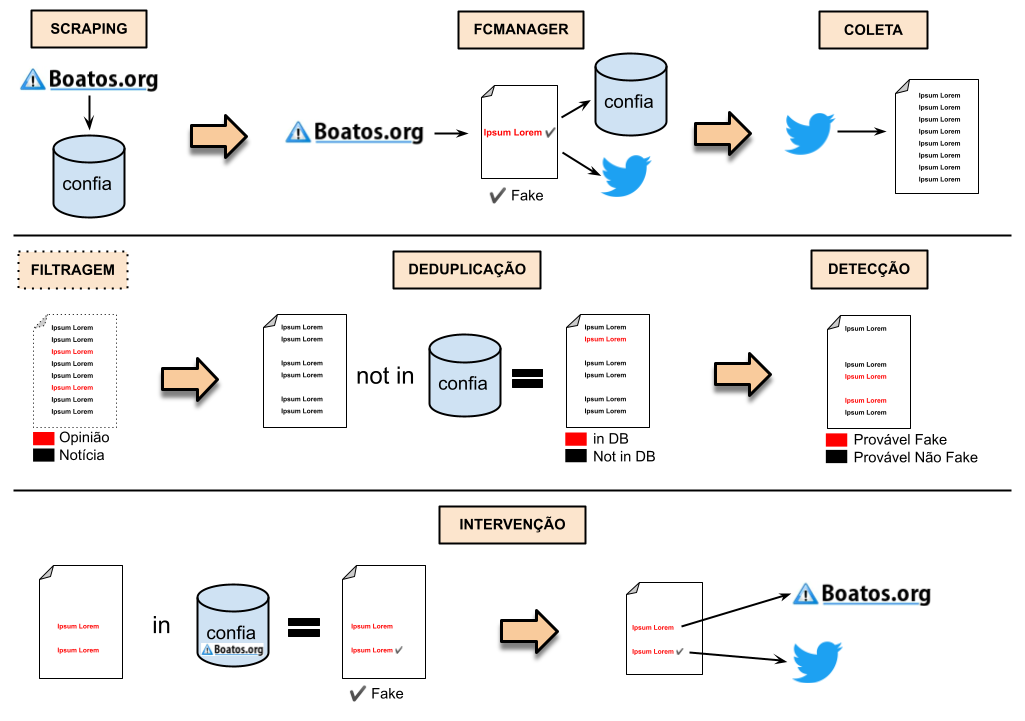 SCRAPING
Boatos.org
confia
FCMANAGER
Boatos.org
Ipsum Lorem ✔
✔ Fake
confia
COLETA
Ipsum Lorem
Ipsum Lorem
Ipsum Lorem
Ipsum Lorem
Ipsum Lorem
Ipsum Lorem
Ipsum Lorem
Ipsum Lorem
FILTRAGEM
Ipsum Lorem
Ipsum Lorem
Ipsum Lorem
Ipsum Lorem
Ipsum Lorem
Ipsum Lorem
Ipsum Lorem
Ipsum Lorem
Opinião
Notícia
DEDUPLICAÇÃO
Ipsum Lorem
Ipsum Lorem
Ipsum Lorem
Ipsum Lorem
Ipsum Lorem
Ipsum Lorem
not in
confia
=
Ipsum Lorem
Ipsum Lorem
Ipsum Lorem
Ipsum Lorem
Ipsum Lorem
Ipsum Lorem
in DB
Not in DB
DETECÇÃO
Ipsum Lorem
Ipsum Lorem
Ipsum Lorem
Ipsum Lorem
Ipsum Lorem
Provável Fake
Provável Não Fake
INTERVENÇÃO
Ipsum Lorem
Ipsum Lorem
in
confia
Boatos.org
=
Ipsum Lorem
Ipsum Lorem ✔
✔ Fake
Ipsum Lorem
Ipsum Lorem ✔
Boatos.org